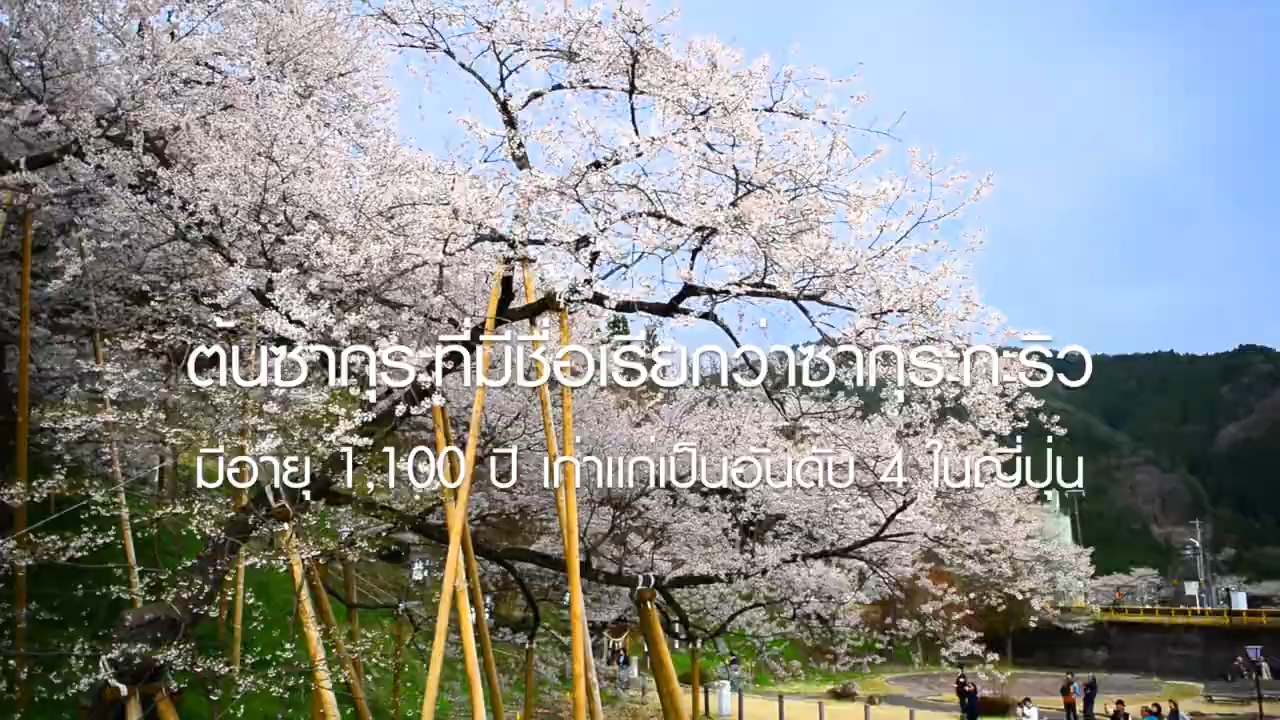 ต้นซากุระที่มีชื่อเรียกว่าซากุระกะริว
มีอายุ 1,100 ปี เก่าแก่เป็นอันดับ 4 ในญี่ปุ่น